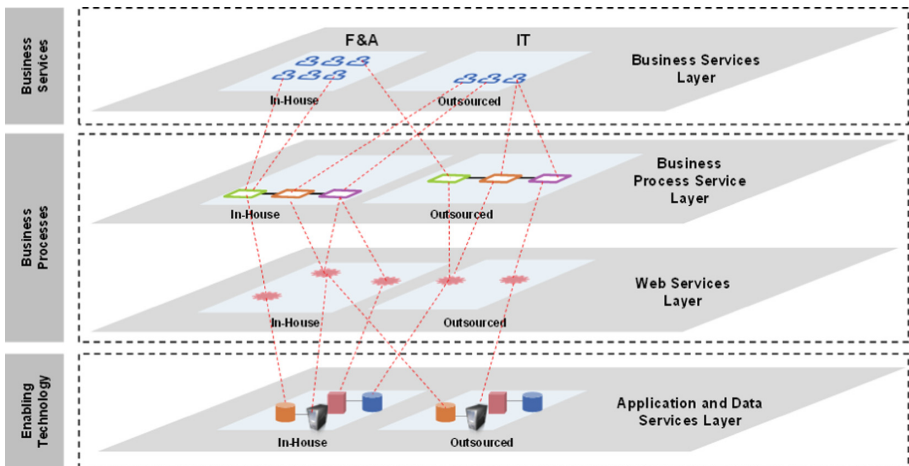 Business
Services
F&A
IT
Business Services
Layer
In-House
Outsourced
Business
Processes
Business
Process Service
Layer
In-House
Outsourced
Web Services
Layer
In-House
Outsourced
Enabling
Technology
Application and Data
Services Layer
In-House
Outsourced